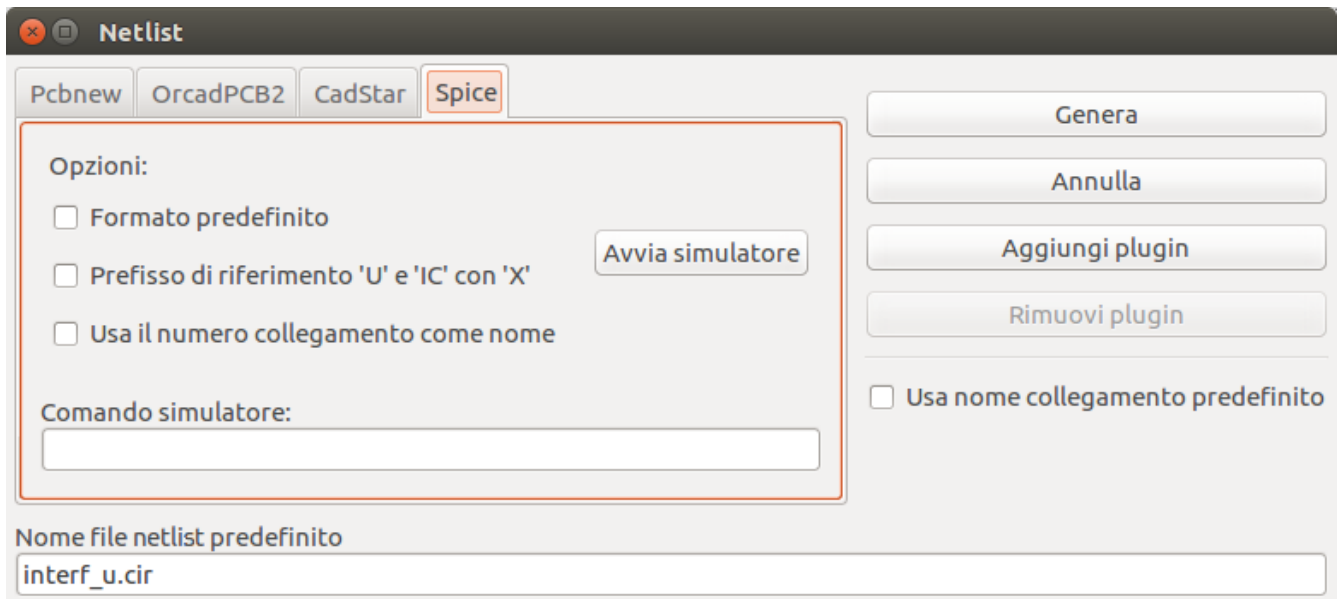 Netlist
Pcbnew OrcadPCB2 CadStar Spice
Opzioni:
Formato predefinito
Prefisso di riferimento 'U' e 'IC' con 'X'
Usa il numero collegamento come nome
Avvia simulatore
Comando simulatore:
Genera
Annulla
Aggiungi plugin
Rimuovi plugin
Usa nome collegamento predefinito
Nome file netlist predefinito
interf_u.cir